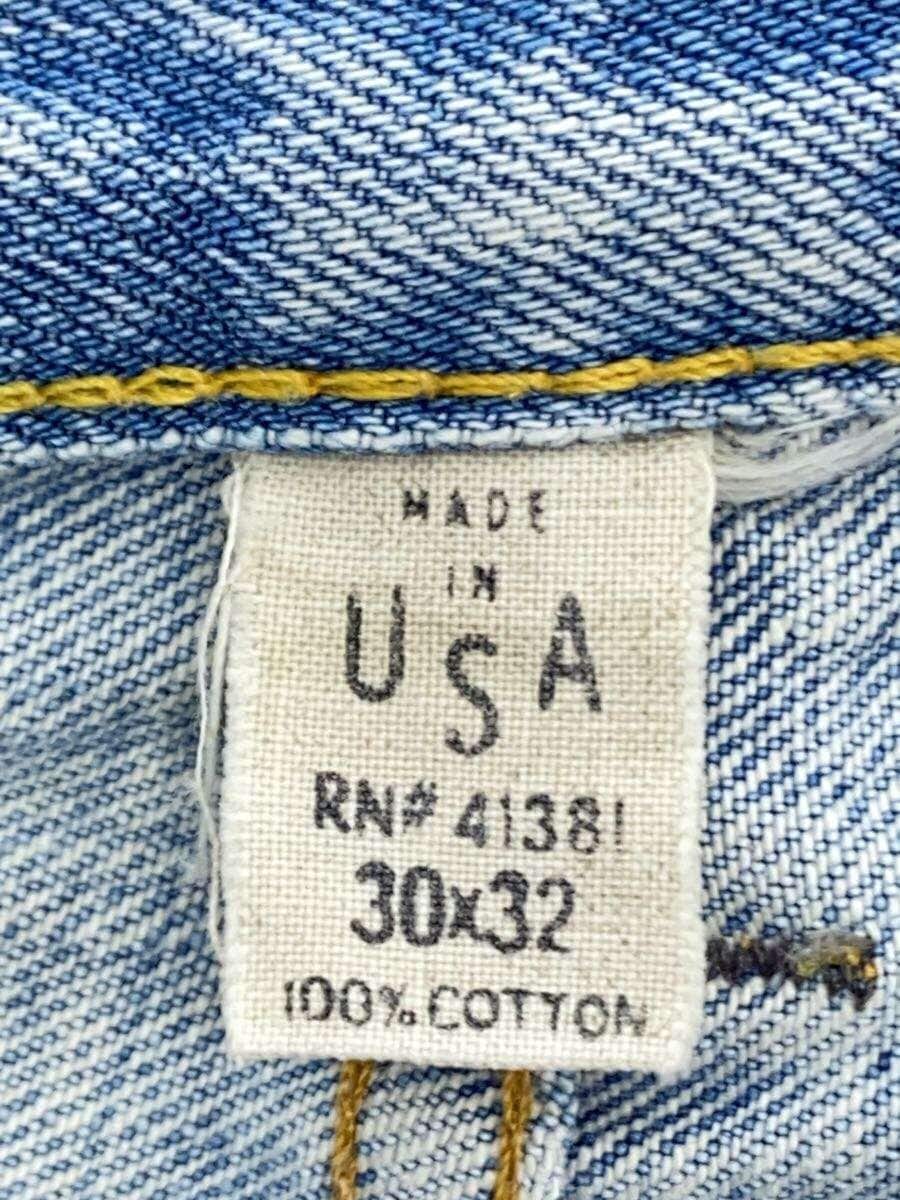 MADE
IN
USA
RN# 41381
30x32
100% COTTON